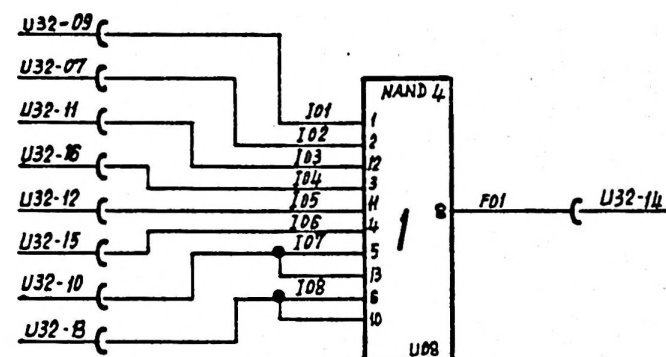 U32-09
U32-07
U32-11
U32-16
U32-12
U32-15
U32-10
U32-13
I01
I02
I03
I04
I05
I06
I07
I08
NAND 4
1
2
12
3
11
4
5
13
6
10
1
8
U08
F01
U32-14